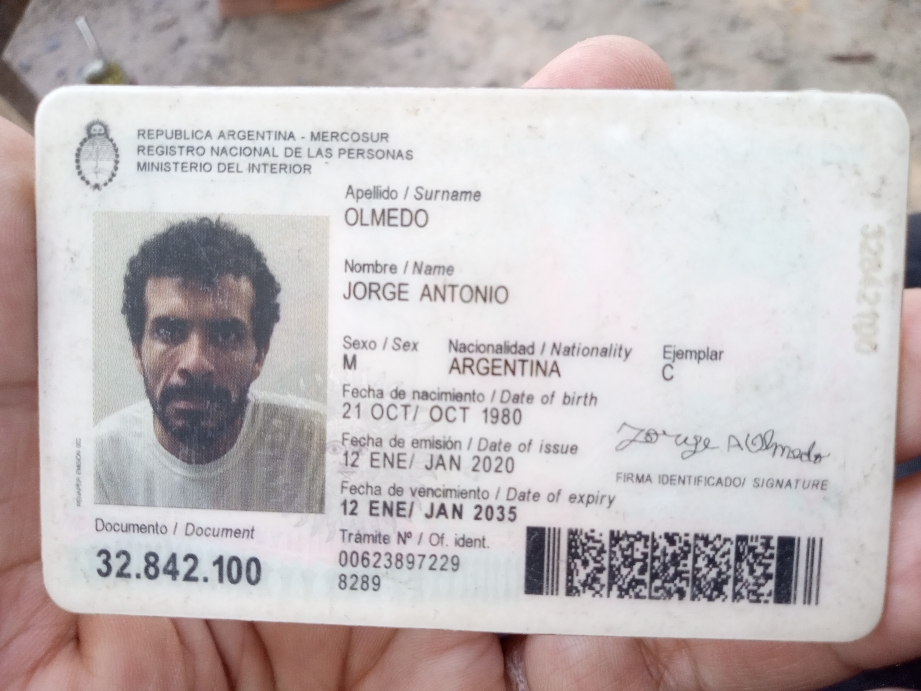 REPUBLICA ARGENTINA - MERCOSUR
REGISTRO NACIONAL DE LAS PERSONAS
MINISTERIO DEL INTERIOR
Apellido / Surname
OLMEDO
Nombre / Name
JORGE ANTONIO
Sexo / Sex Nacionalidad / Nationality Ejemplar
M ARGENTINA C
Fecha de nacimiento / Date of birth
21 OCT/ OCT 1980
Fecha de emisión / Date of issue
12 ENE/ JAN 2020
Jorge A Olmedo
FIRMA IDENTIFICADO/ SIGNATURE
Fecha de vencimiento / Date of expiry
12 ENE/ JAN 2035
Documento / Document
32.842.100
Trámite Nº / Of. ident.
00623897229
8289
32842100